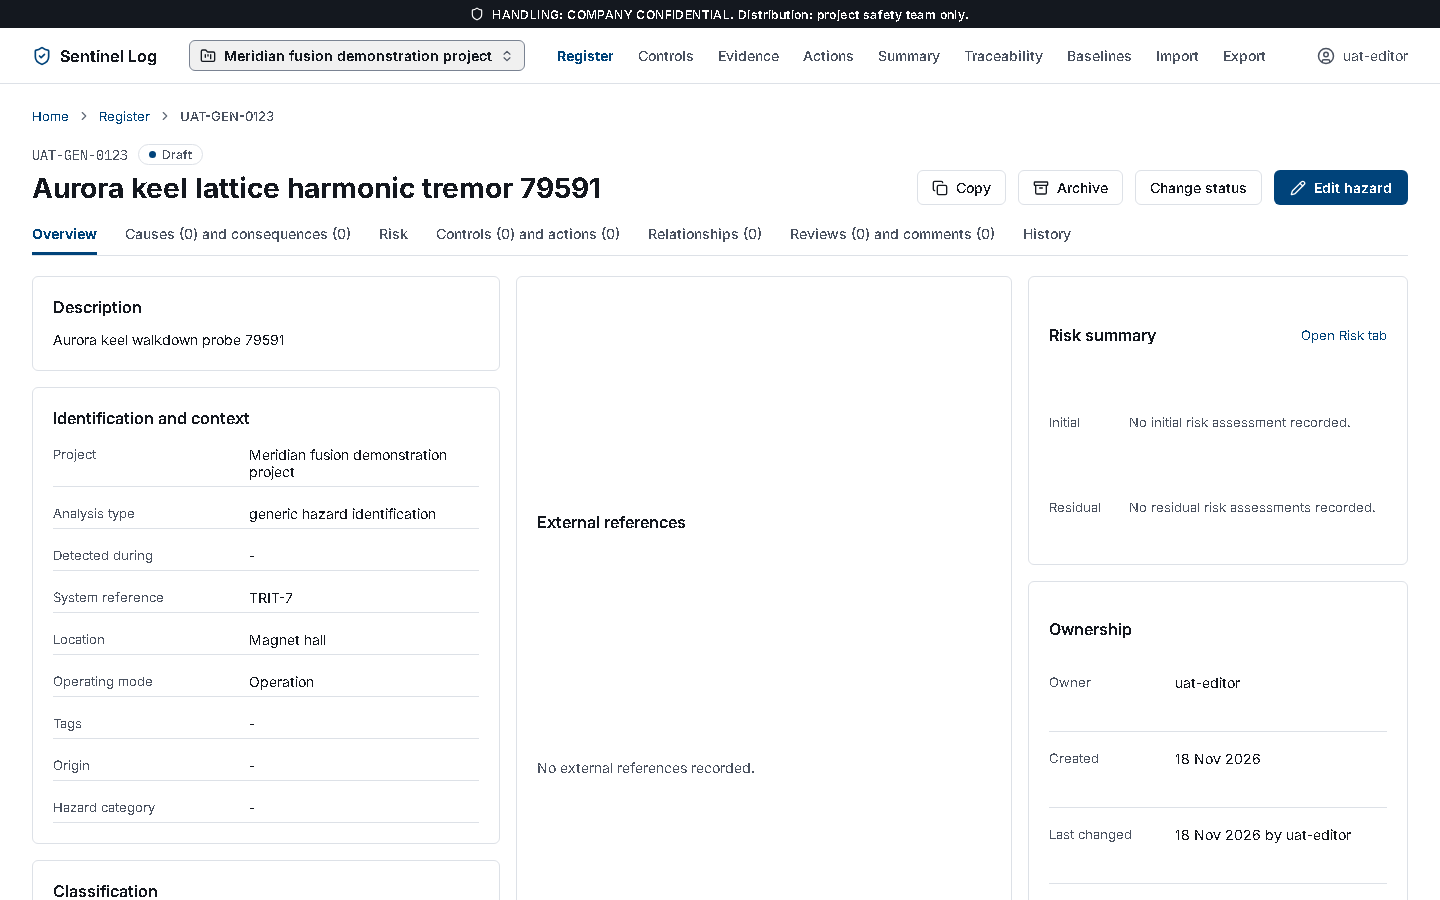 HANDLING: COMPANY CONFIDENTIAL. Distribution: project safety team only.
Sentinel Log
Meridian fusion demonstration project
Register
Controls
Evidence
Actions
Summary
Traceability
Baselines
Import
Export
uat-editor
Home
Register
UAT-GEN-0123
UAT-GEN-0123
Draft
Aurora keel lattice harmonic tremor 79591
Copy
Archive
Change status
Edit hazard
Overview
Causes (0) and consequences (0)
Risk
Controls (0) and actions (0)
Relationships (0)
Reviews (0) and comments (0)
History
Description
Aurora keel walkdown probe 79591
Identification and context
Project
Meridian fusion demonstration
project
Analysis type
generic hazard identification
Detected during
-
System reference
TRIT-7
Location
Magnet hall
Operating mode
Operation
Tags
-
Origin
-
Hazard category
-
Classification
External references
No external references recorded.
Risk summary
Open Risk tab
Initial
No initial risk assessment recorded.
Residual
No residual risk assessments recorded.
Ownership
Owner
uat-editor
Created
18 Nov 2026
Last changed
18 Nov 2026 by uat-editor